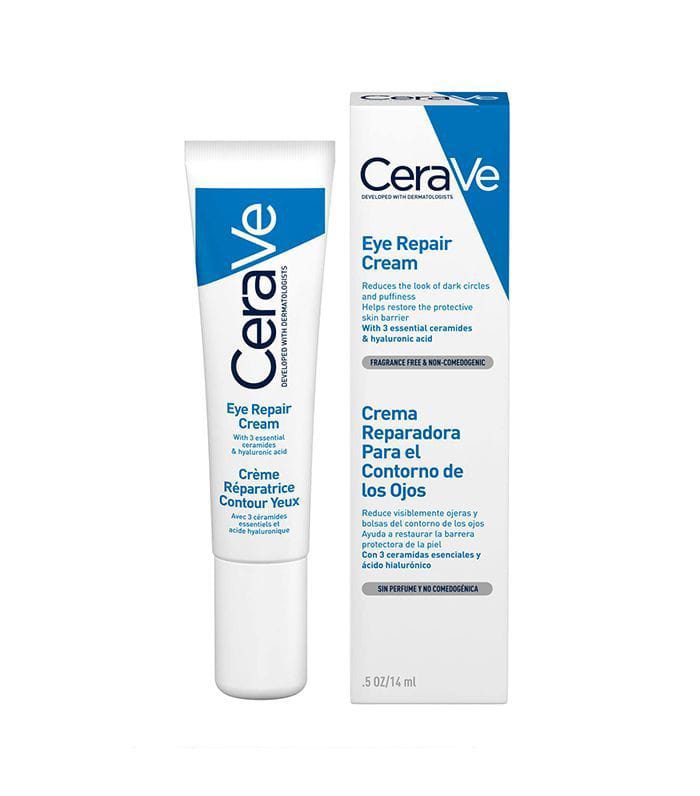 CeraVe
DEVELOPED WITH DERMATOLOGISTS
Eye Repair
Cream
With 3 essential
ceramides
& hyaluronic acid
Crème
Réparatrice
Contour Yeux
Avec 3 céramides
essentiels et
acide hyaluronique
CeraVe
CeraVe
DEVELOPED WITH DERMATOLOGISTS
Eye Repair
Cream
Reduces the look of dark circles
and puffiness
Helps restore the protective
skin barrier
With 3 essential ceramides
& hyaluronic acid
FRAGRANCE FREE & NON-COMEDOGENIC
Crema
Reparadora
Para el
Contorno de
los Ojos
Reduce visiblemente ojeras y
bolsas del contorno de los ojos
Ayuda a restaurar la barrera
protectora de la piel
Con 3 ceramidas esenciales y
ácido hialurónico
SIN PERFUME Y NO COMEDOGÉNICA
.5 OZ/14 ml